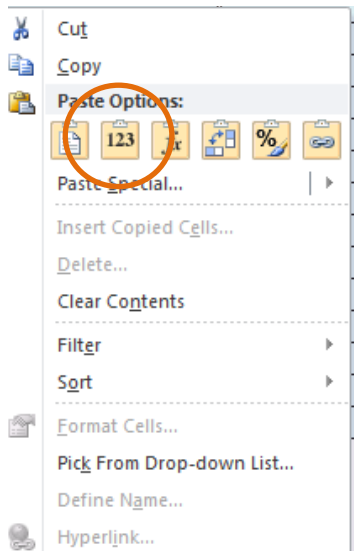 Cut
Copy
Paste Options:
123 fx %
Paste Special...
Insert Copied Cells...
Delete...
Clear Contents
Filter
Sort
Format Cells...
Pick From Drop-down List...
Define Name...
Hyperlink...